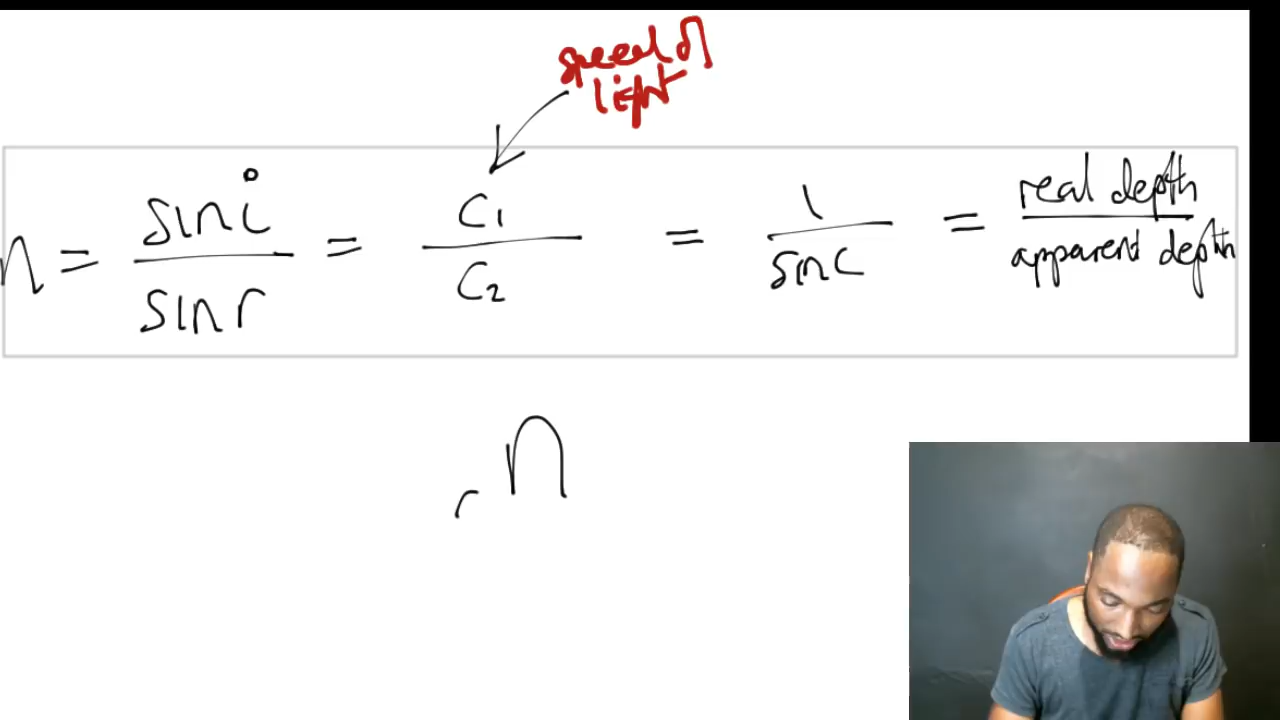 speed of
light
n = sin i / sin r = c₁ / c₂ = 1 / sin c = real depth / apparent depth
n